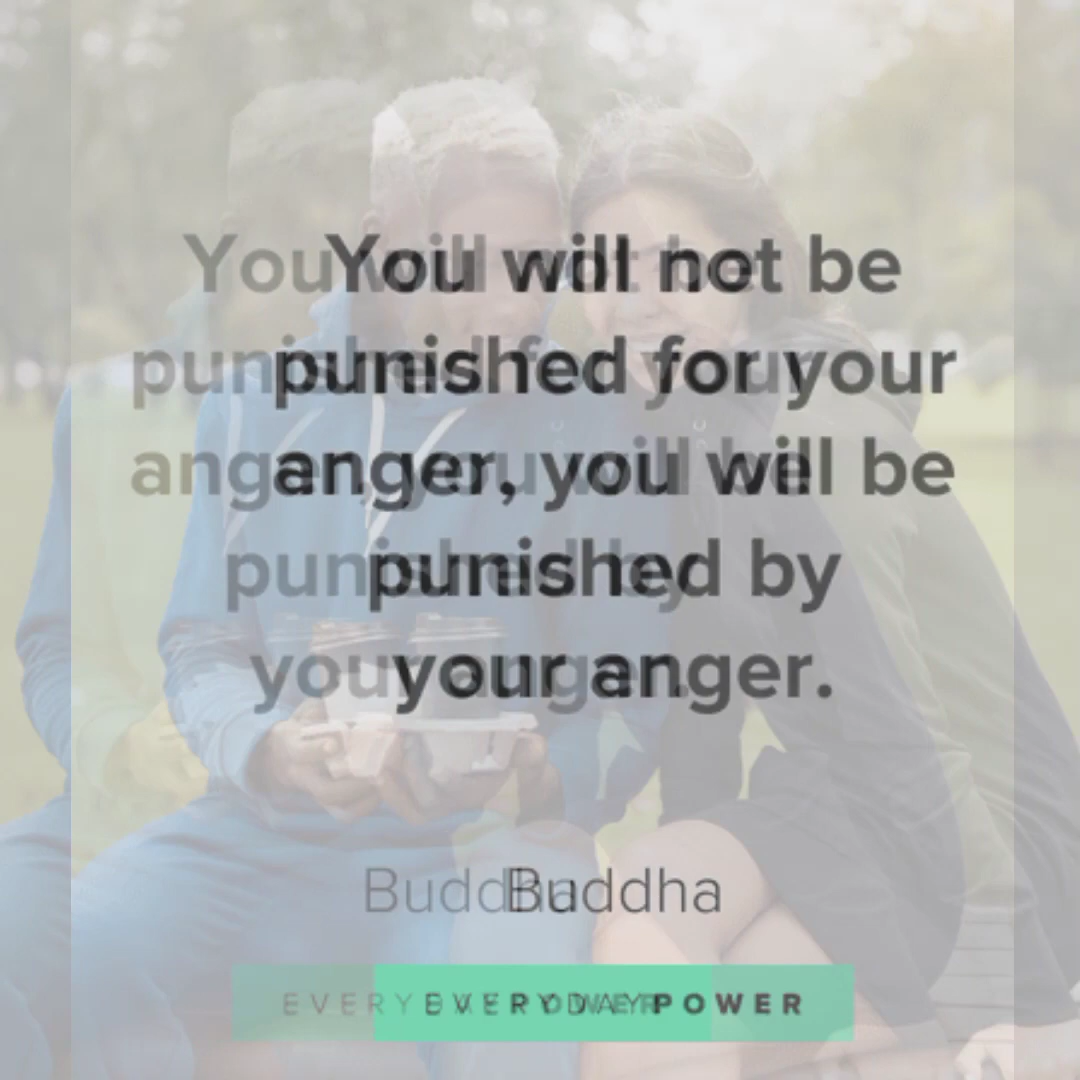 You will not be
punished for your
anger, you will be
punished by
your anger.
Buddha
EVERYDAY POWER